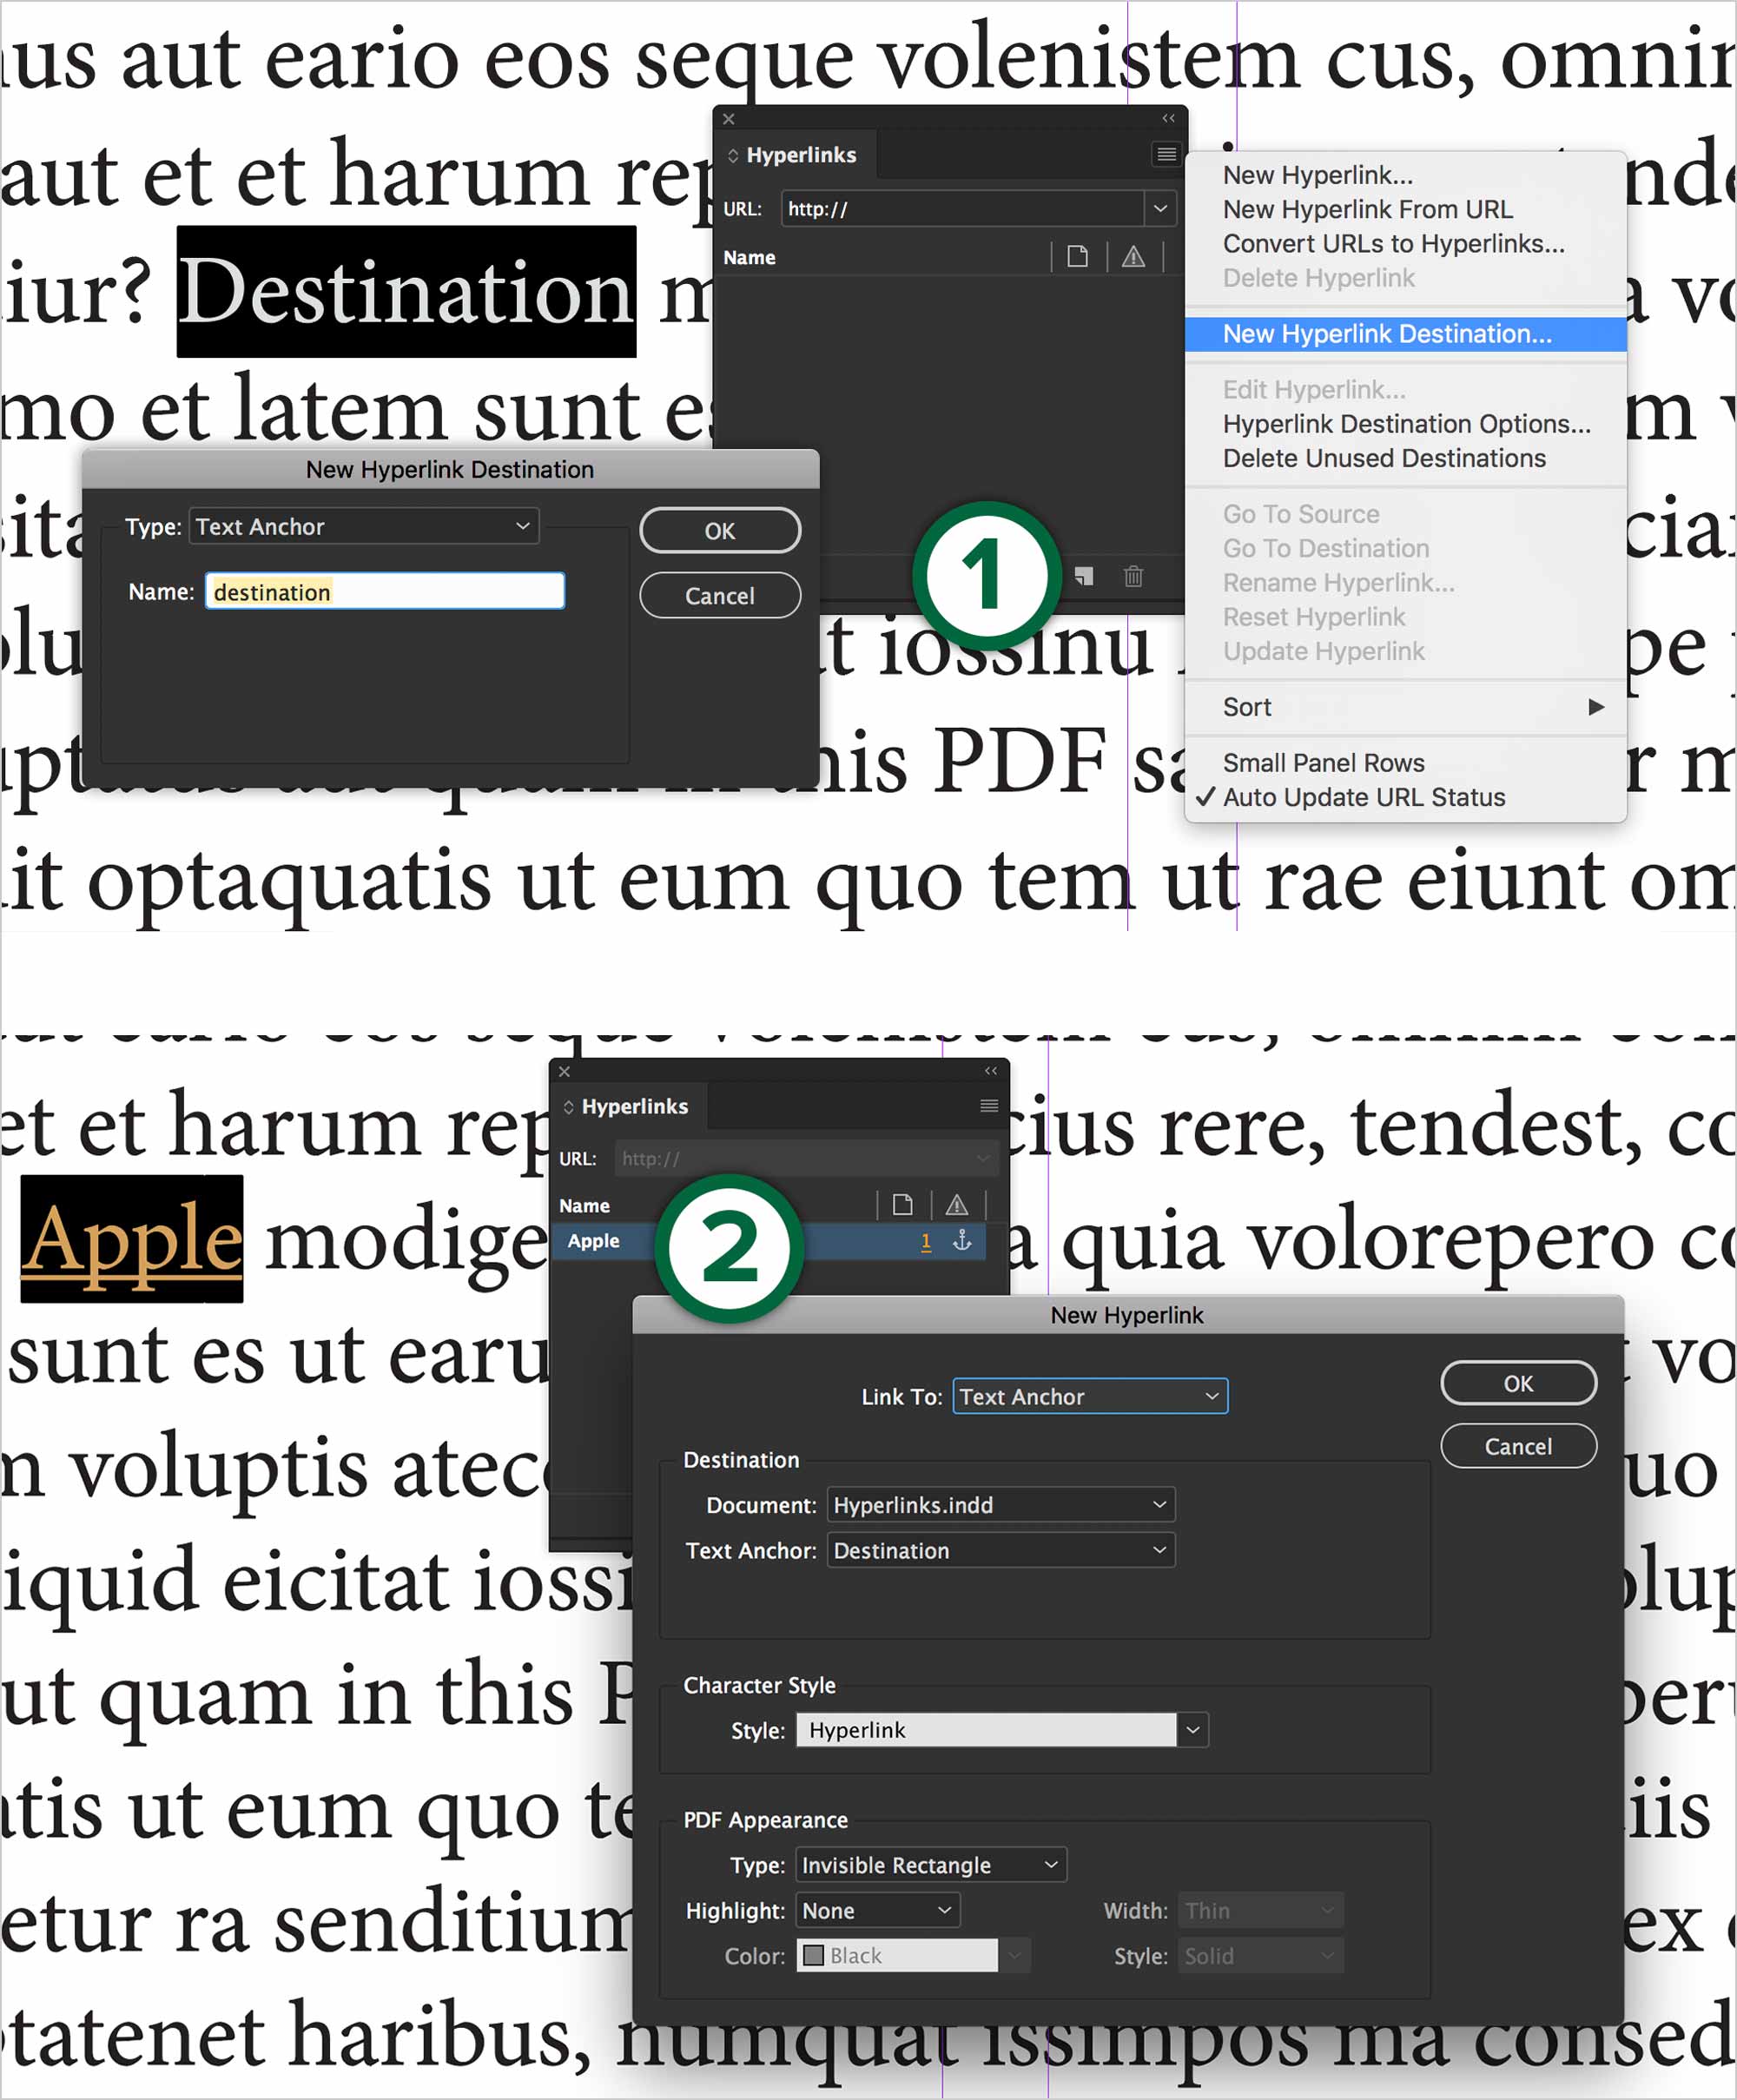 nus aut eario eos seque volenistem cus, omnin
aut et et harum rep
iur? Destination m
mo et latem sunt es
Hyperlinks
URL: http://
Name
New Hyperlink...
New Hyperlink From URL
Convert URLs to Hyperlinks...
Delete Hyperlink
New Hyperlink Destination...
Edit Hyperlink...
Hyperlink Destination Options...
Delete Unused Destinations
Go To Source
Go To Destination
Rename Hyperlink...
Reset Hyperlink
Update Hyperlink
Sort
Small Panel Rows
✓ Auto Update URL Status
New Hyperlink Destination
Type: Text Anchor
Name: destination
OK
Cancel
1
t iossinu
his PDF sa
it optaquatis ut eum quo tem ut rae eiunt om
et et harum rep
cius rere, tendest, co
Apple modige
a quia volorepero co
sunt es ut earu
m voluptis atec
iquid eicitat iossi
ut quam in this P
atis ut eum quo te
etur ra senditium
ptatenet haribus, numquat issimpos ma consed
Hyperlinks
URL: http://
Name
Apple 1
2
New Hyperlink
Link To: Text Anchor
OK
Cancel
Destination
Document: Hyperlinks.indd
Text Anchor: Destination
Character Style
Style: Hyperlink
PDF Appearance
Type: Invisible Rectangle
Highlight: None
Width: Thin
Color: Black
Style: Solid